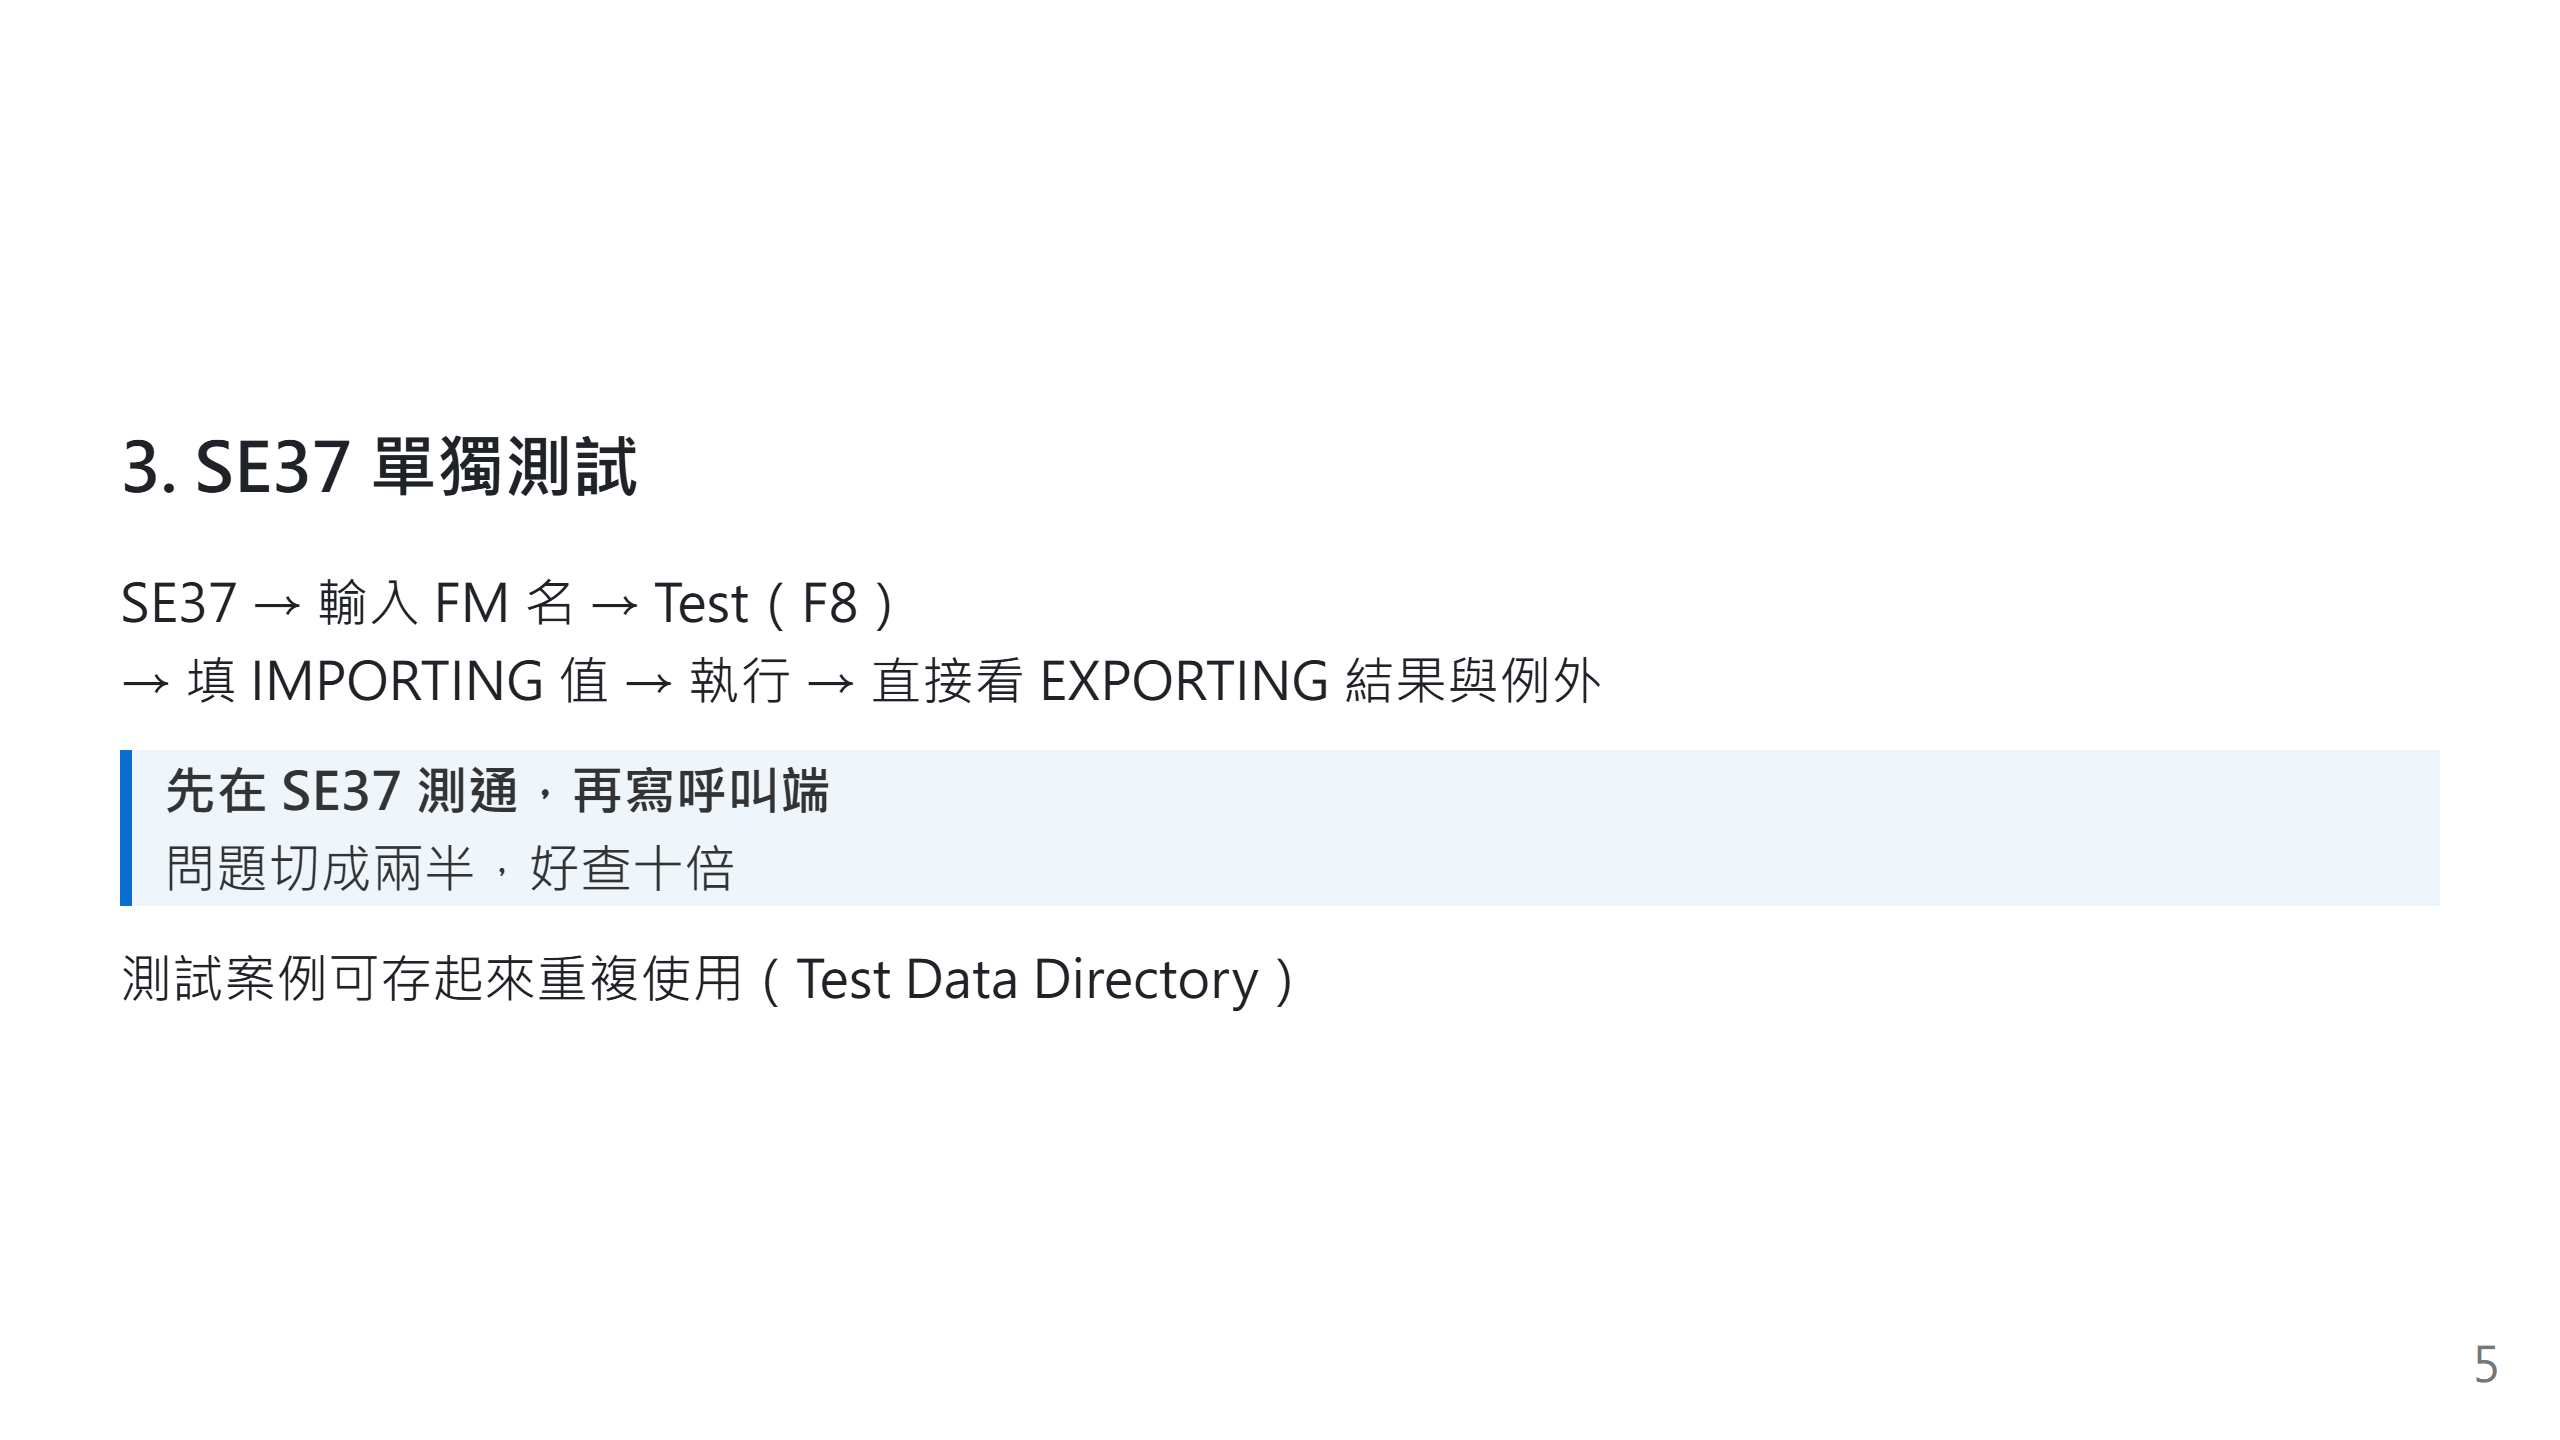 3. SE37 單獨測試
SE37 → 輸入 FM 名 → Test（F8）
→ 填 IMPORTING 值 → 執行 → 直接看 EXPORTING 結果與例外
先在 SE37 測通，再寫呼叫端
問題切成兩半，好查十倍
測試案例可存起來重複使用（Test Data Directory）
5